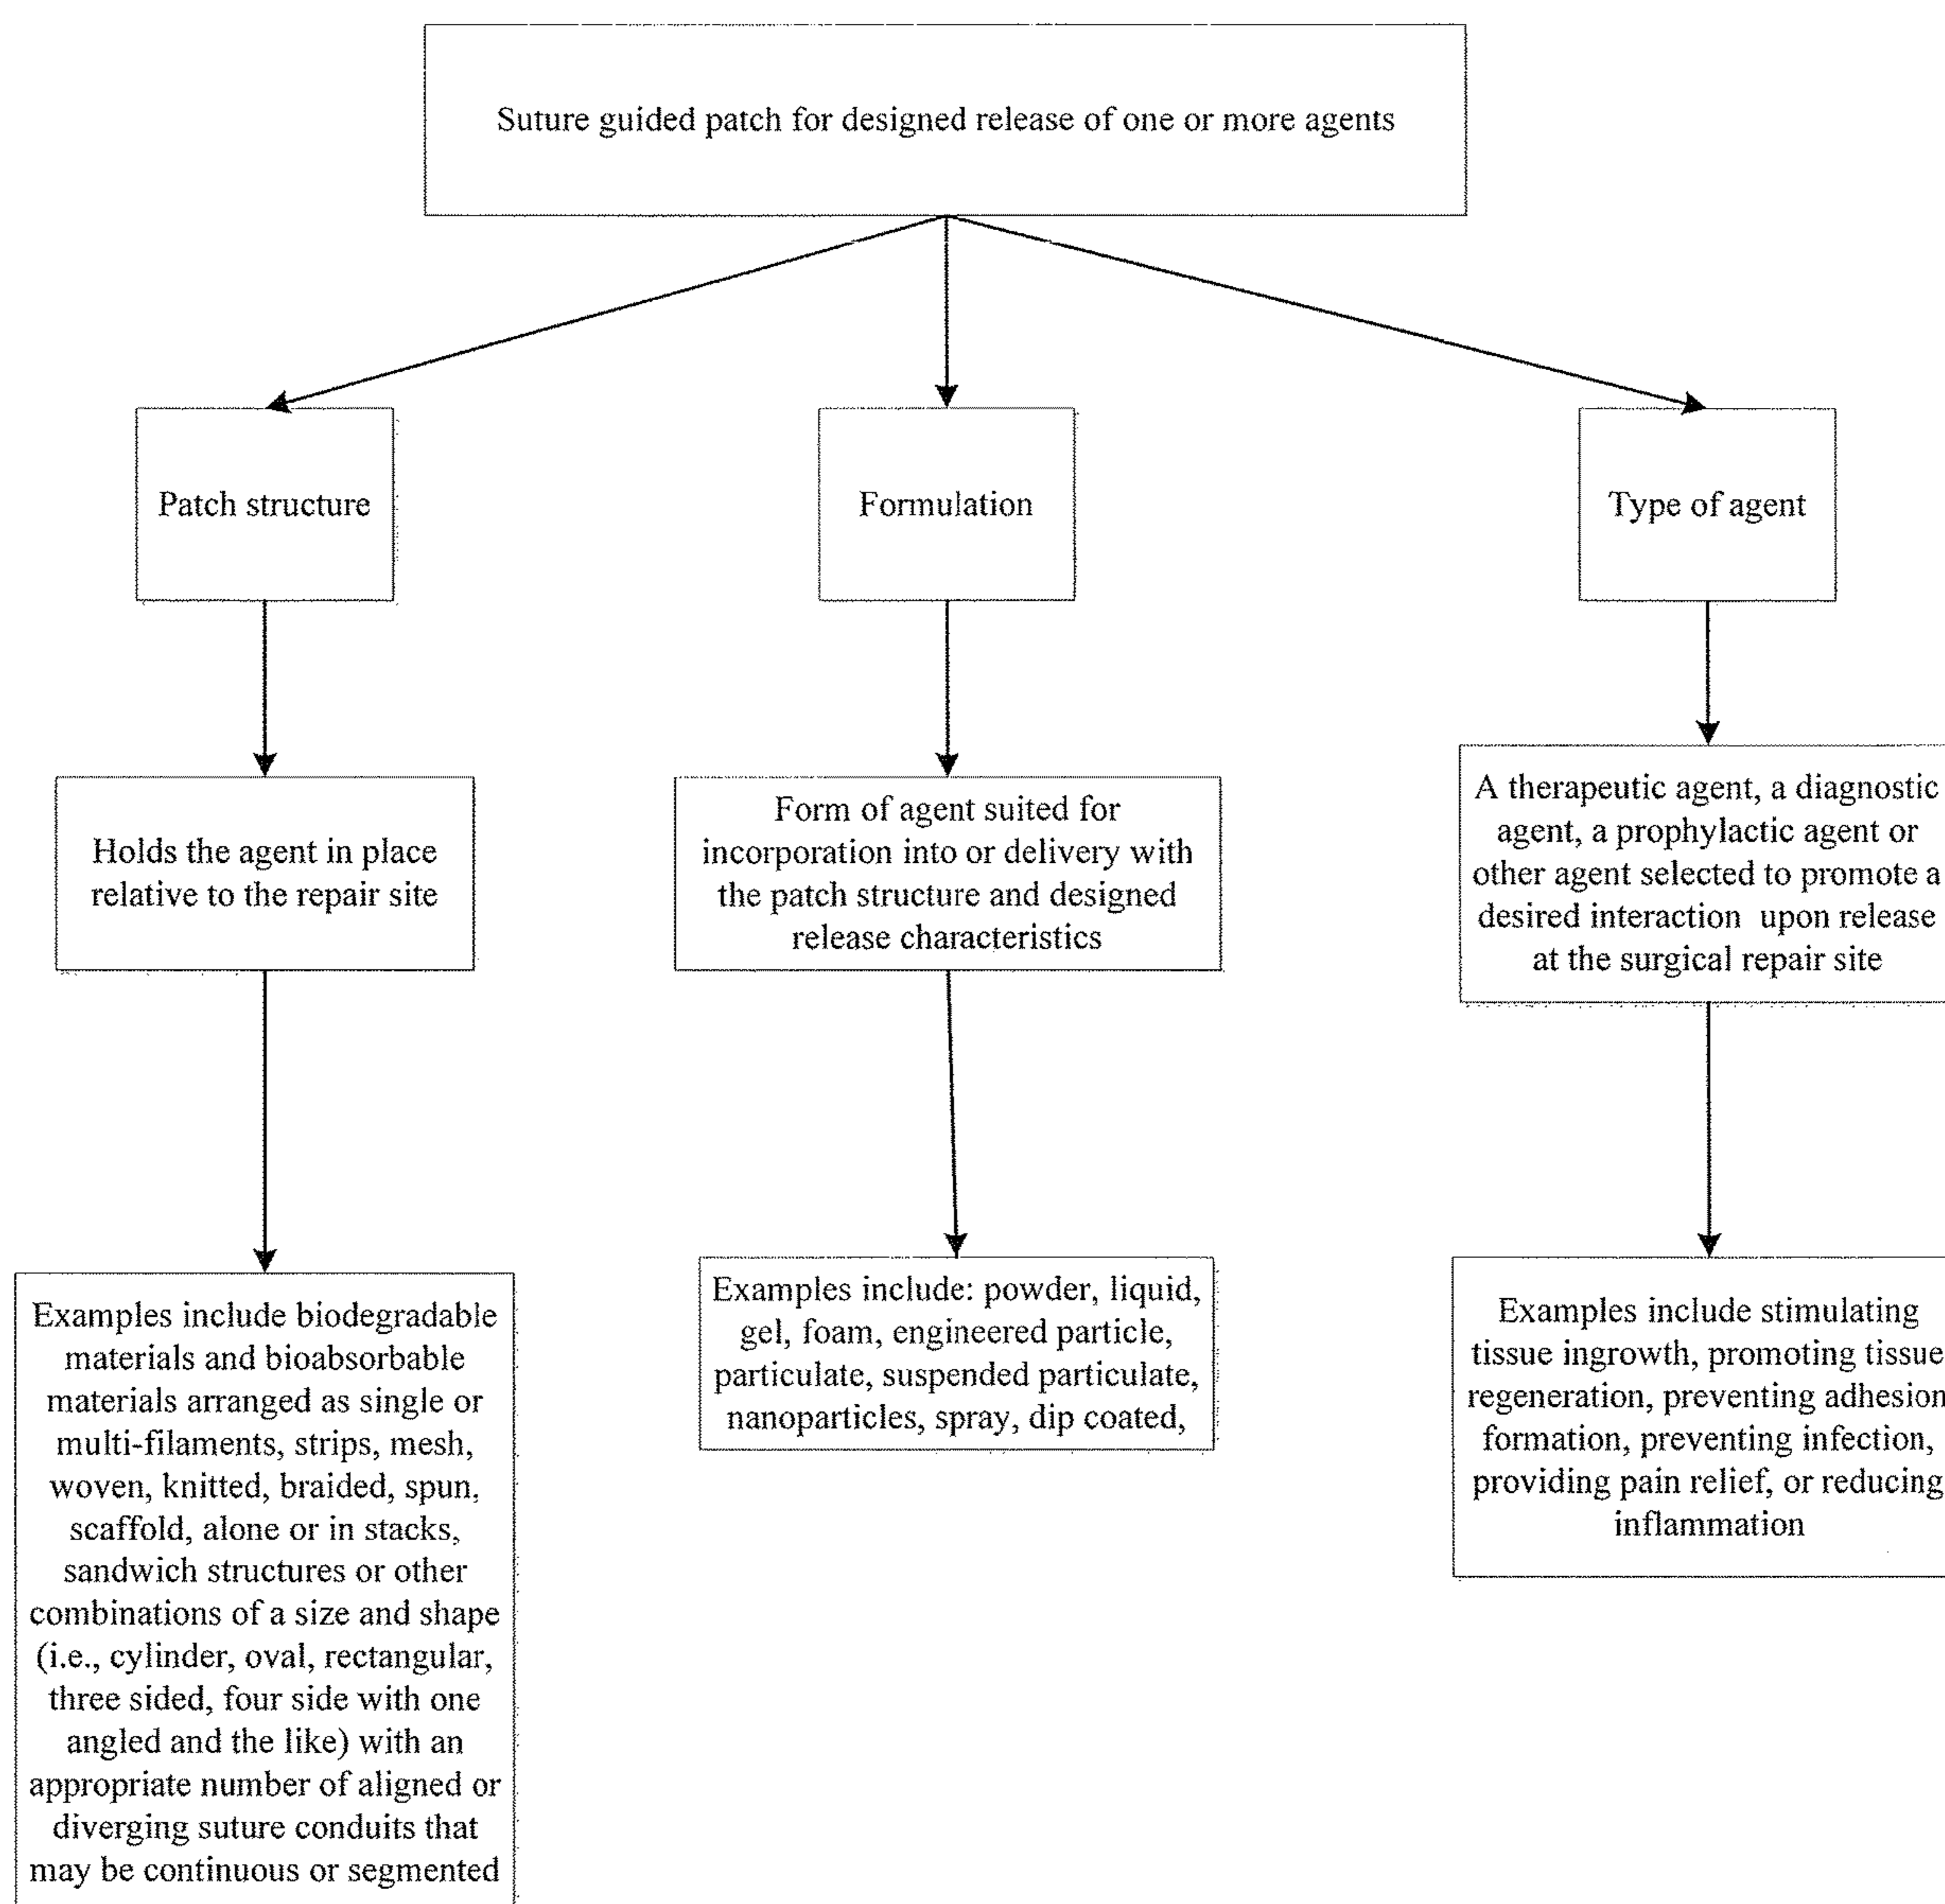 Suture guided patch for designed release of one or more agents
Patch structure
Formulation
Type of agent
Holds the agent in place
relative to the repair site
Form of agent suited for
incorporation into or delivery with
the patch structure and designed
release characteristics
A therapeutic agent, a diagnostic
agent, a prophylactic agent or
other agent selected to promote a
desired interaction upon release
at the surgical repair site
Examples include biodegradable
materials and bioabsorbable
materials arranged as single or
multi-filaments, strips, mesh,
woven, knitted, braided, spun,
scaffold, alone or in stacks,
sandwich structures or other
combinations of a size and shape
(i.e., cylinder, oval, rectangular,
three sided, four side with one
angled and the like) with an
appropriate number of aligned or
diverging suture conduits that
may be continuous or segmented
Examples include: powder, liquid,
gel, foam, engineered particle,
particulate, suspended particulate,
nanoparticles, spray, dip coated,
Examples include stimulating
tissue ingrowth, promoting tissue
regeneration, preventing adhesion
formation, preventing infection,
providing pain relief, or reducing
inflammation